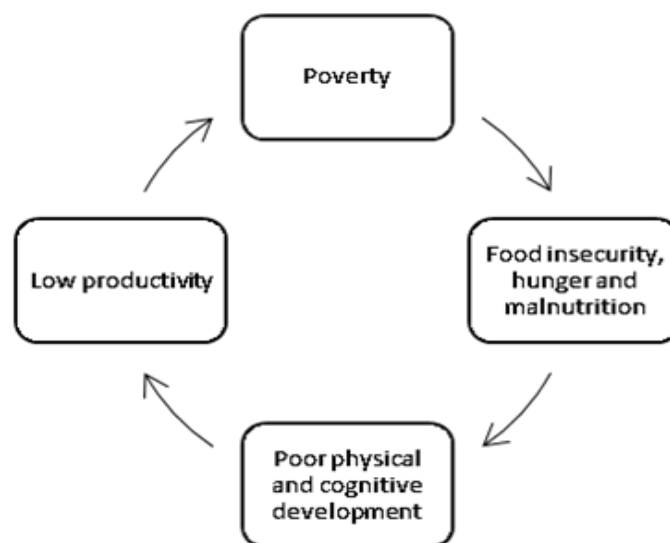 Poverty
Food insecurity,
hunger and
malnutrition
Poor physical
and cognitive
development
Low productivity